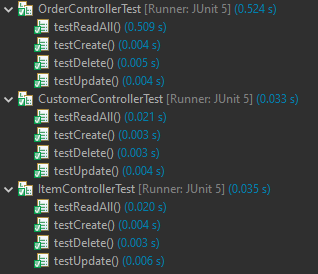 OrderControllerTest [Runner: JUnit 5] (0.524 s)
testReadAll() (0.509 s)
testCreate() (0.004 s)
testDelete() (0.005 s)
testUpdate() (0.004 s)
CustomerControllerTest [Runner: JUnit 5] (0.033 s)
testReadAll() (0.021 s)
testCreate() (0.003 s)
testDelete() (0.003 s)
testUpdate() (0.004 s)
ItemControllerTest [Runner: JUnit 5] (0.035 s)
testReadAll() (0.020 s)
testCreate() (0.004 s)
testDelete() (0.003 s)
testUpdate() (0.006 s)